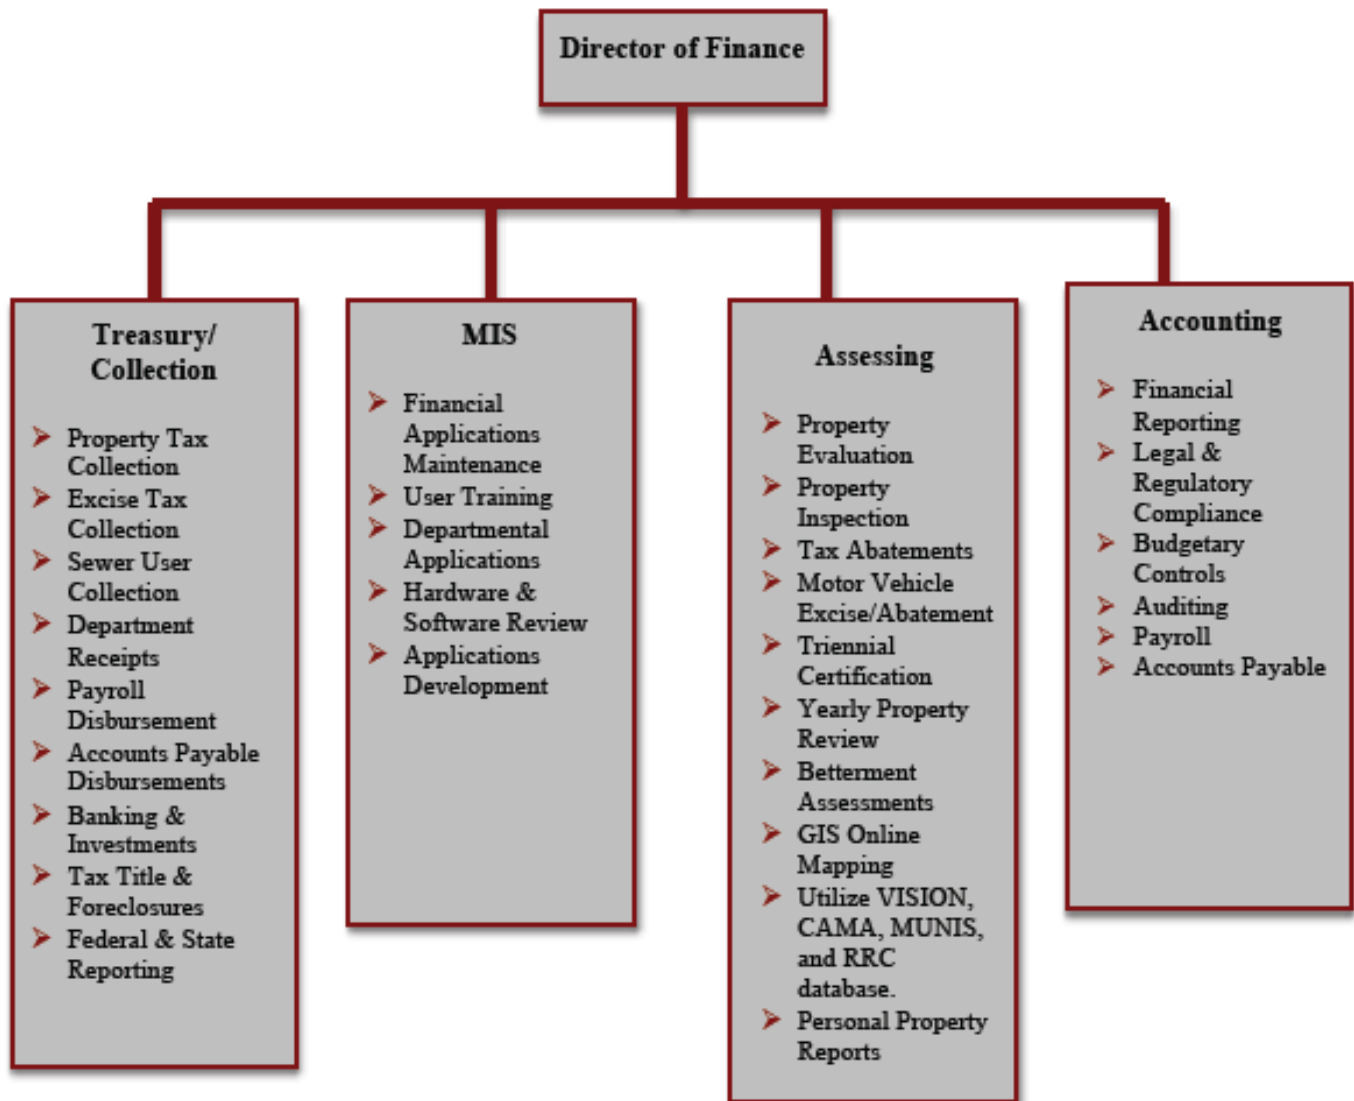 Director of Finance
Treasury/
Collection
Property Tax
Collection
Excise Tax
Collection
Sewer User
Collection
Department
Receipts
Payroll
Disbursement
Accounts Payable
Disbursements
Banking &
Investments
Tax Title &
Foreclosures
Federal & State
Reporting
MIS
Financial
Applications
Maintenance
User Training
Departmental
Applications
Hardware &
Software Review
Applications
Development
Assessing
Property
Evaluation
Property
Inspection
Tax Abatements
Motor Vehicle
Excise/Abatement
Triennial
Certification
Yearly Property
Review
Betterment
Assessments
GIS Online
Mapping
Utilize VISION,
CAMA, MUNIS,
and RRC
database.
Personal Property
Reports
Accounting
Financial
Reporting
Legal &
Regulatory
Compliance
Budgetary
Controls
Auditing
Payroll
Accounts Payable